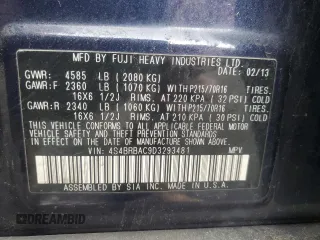 MFD BY FUJI HEAVY INDUSTRIES LTD. DATE: 02/13
GVWR: 4585 LB (2080 KG)
GAWR:F 2360 LB (1070 KG) WITH P215/70R16 TIRES.
16X6 1/2J RIMS, AT 220 KPA (32 PSI) COLD
GAWR:R 2340 LB (1060 KG) WITH P215/70R16 TIRES.
16X6 1/2J RIMS, AT 210 KPA (30 PSI) COLD
THIS VEHICLE CONFORMS TO ALL APPLICABLE FEDERAL MOTOR
VEHICLE SAFETY AND THEFT PREVENTION STANDARDS
IN EFFECT ON THE DATE OF MANUFACTURE SHOWN ABOVE.
VIN: 4S4BRBAC9D3293481 MPV
ASSEMBLED BY SIA INC. MADE IN U.S.A.